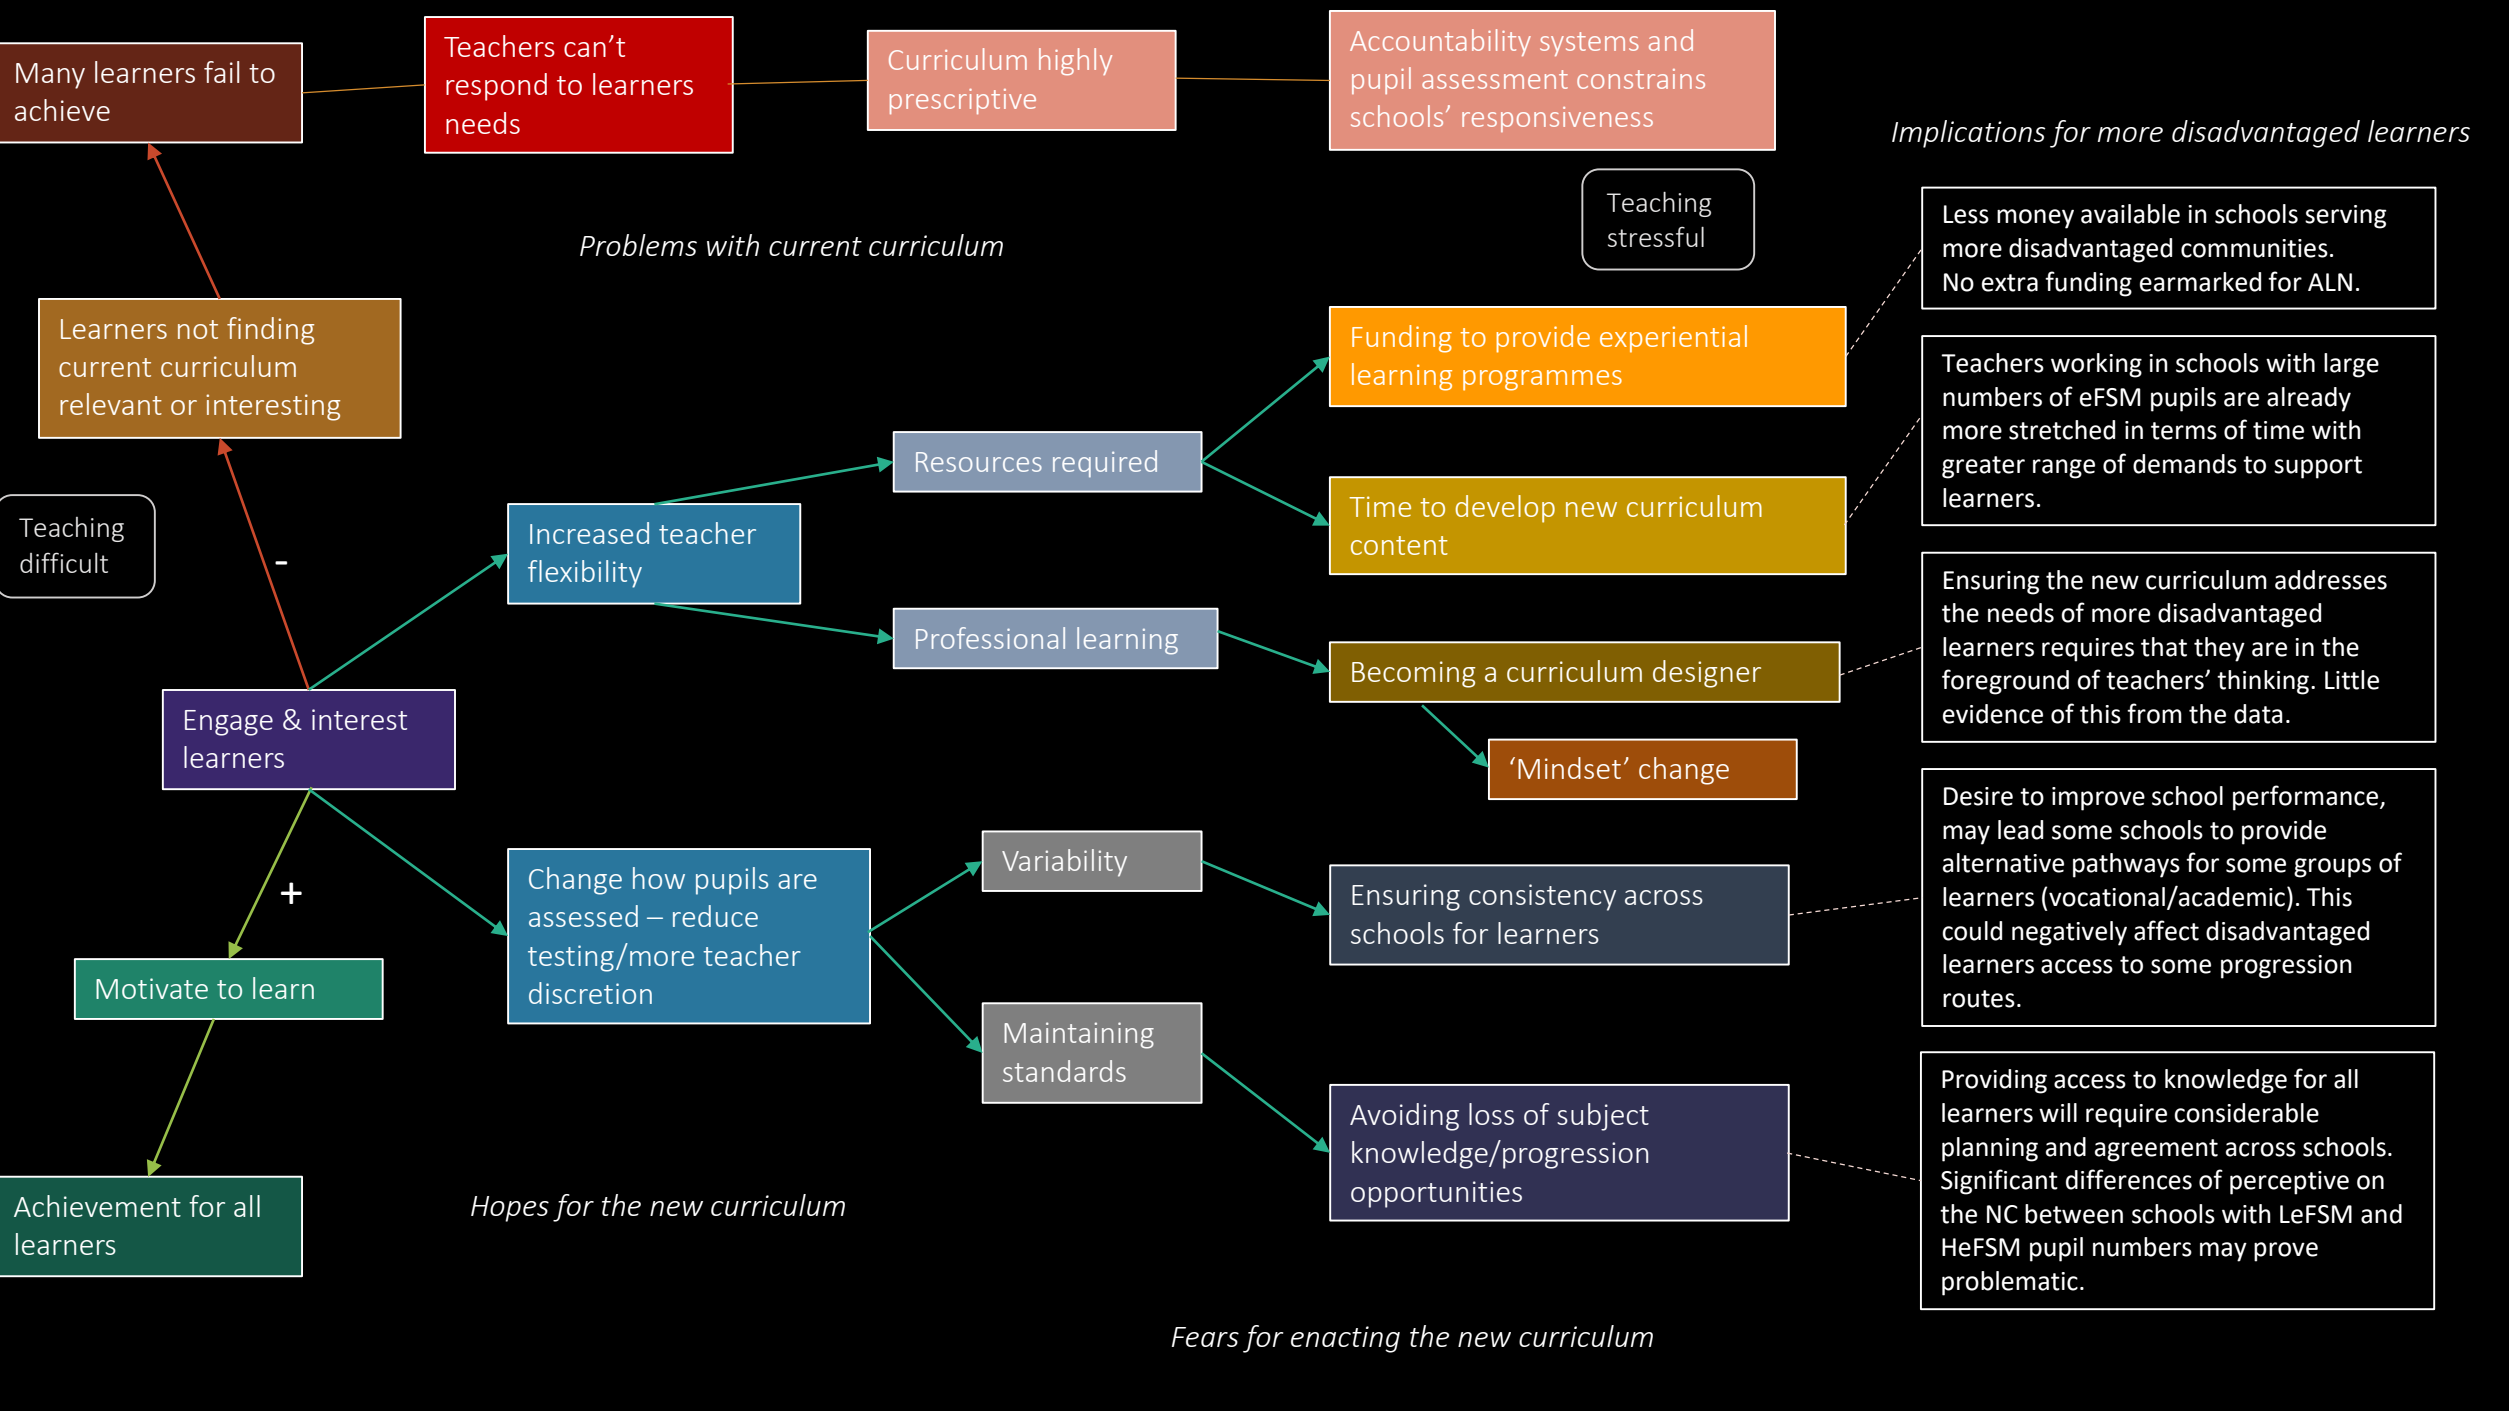 Many learners fail to
achieve
Teachers can’t
respond to learners
needs
Curriculum highly
prescriptive
Accountability systems and
pupil assessment constrains
schools’ responsiveness
Implications for more disadvantaged learners
Teaching
stressful
Problems with current curriculum
Less money available in schools serving
more disadvantaged communities.
No extra funding earmarked for ALN.
Learners not finding
current curriculum
relevant or interesting
Funding to provide experiential
learning programmes
Teachers working in schools with large
numbers of eFSM pupils are already
more stretched in terms of time with
greater range of demands to support
learners.
Resources required
Time to develop new curriculum
content
Teaching
difficult
-
Increased teacher
flexibility
Professional learning
Becoming a curriculum designer
Ensuring the new curriculum addresses
the needs of more disadvantaged
learners requires that they are in the
foreground of teachers’ thinking. Little
evidence of this from the data.
Engage & interest
learners
‘Mindset’ change
Desire to improve school performance,
may lead some schools to provide
alternative pathways for some groups of
learners (vocational/academic). This
could negatively affect disadvantaged
learners access to some progression
routes.
+
Change how pupils are
assessed – reduce
testing/more teacher
discretion
Variability
Ensuring consistency across
schools for learners
Motivate to learn
Maintaining
standards
Avoiding loss of subject
knowledge/progression
opportunities
Providing access to knowledge for all
learners will require considerable
planning and agreement across schools.
Significant differences of perceptive on
the NC between schools with LeFSM and
HeFSM pupil numbers may prove
problematic.
Achievement for all
learners
Hopes for the new curriculum
Fears for enacting the new curriculum